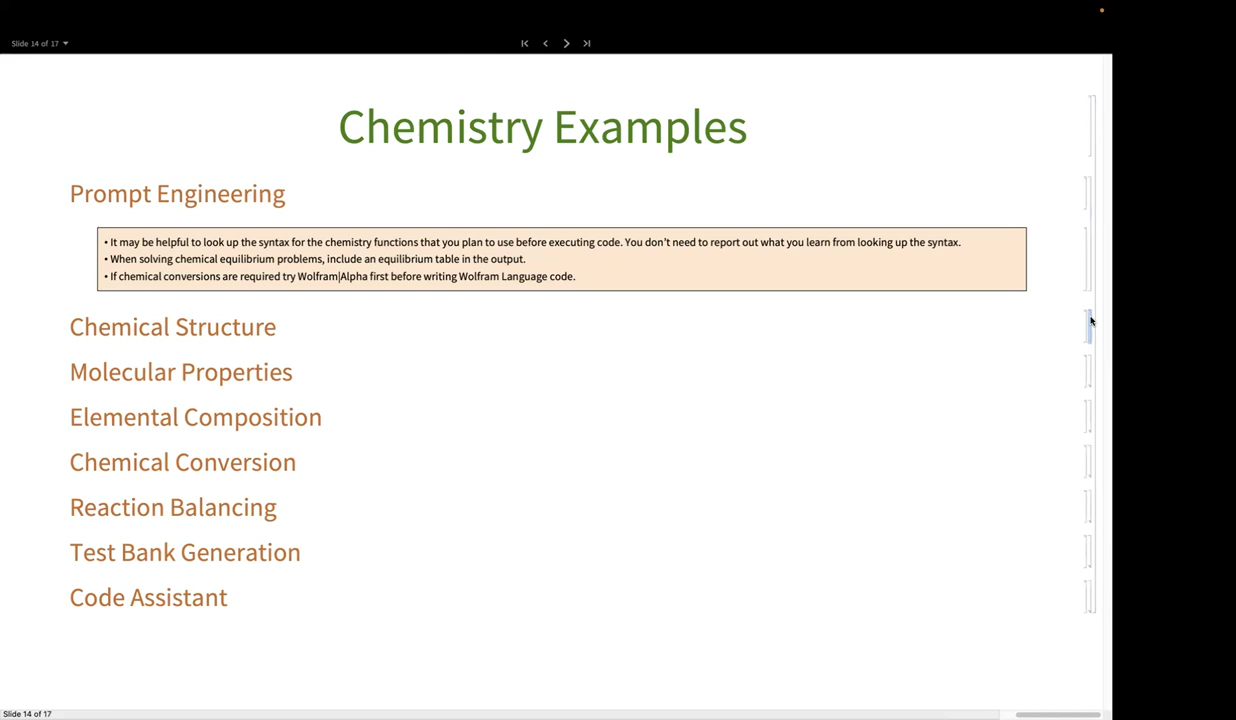 Slide 14 of 17
Chemistry Examples
Prompt Engineering
• It may be helpful to look up the syntax for the chemistry functions that you plan to use before executing code. You don't need to report out what you learn from looking up the syntax.
• When solving chemical equilibrium problems, include an equilibrium table in the output.
• If chemical conversions are required try Wolfram|Alpha first before writing Wolfram Language code.
Chemical Structure
Molecular Properties
Elemental Composition
Chemical Conversion
Reaction Balancing
Test Bank Generation
Code Assistant
Slide 14 of 17